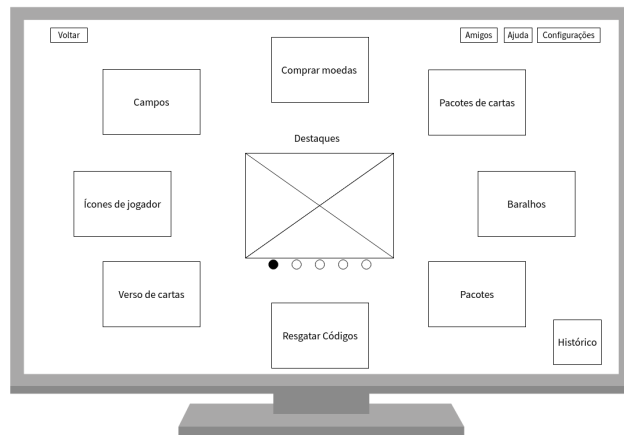 Voltar
Amigos
Ajuda
Configurações
Comprar moedas
Campos
Pacotes de cartas
Destaques
Ícones de jogador
Baralhos
Verso de cartas
Pacotes
Resgatar Códigos
Histórico